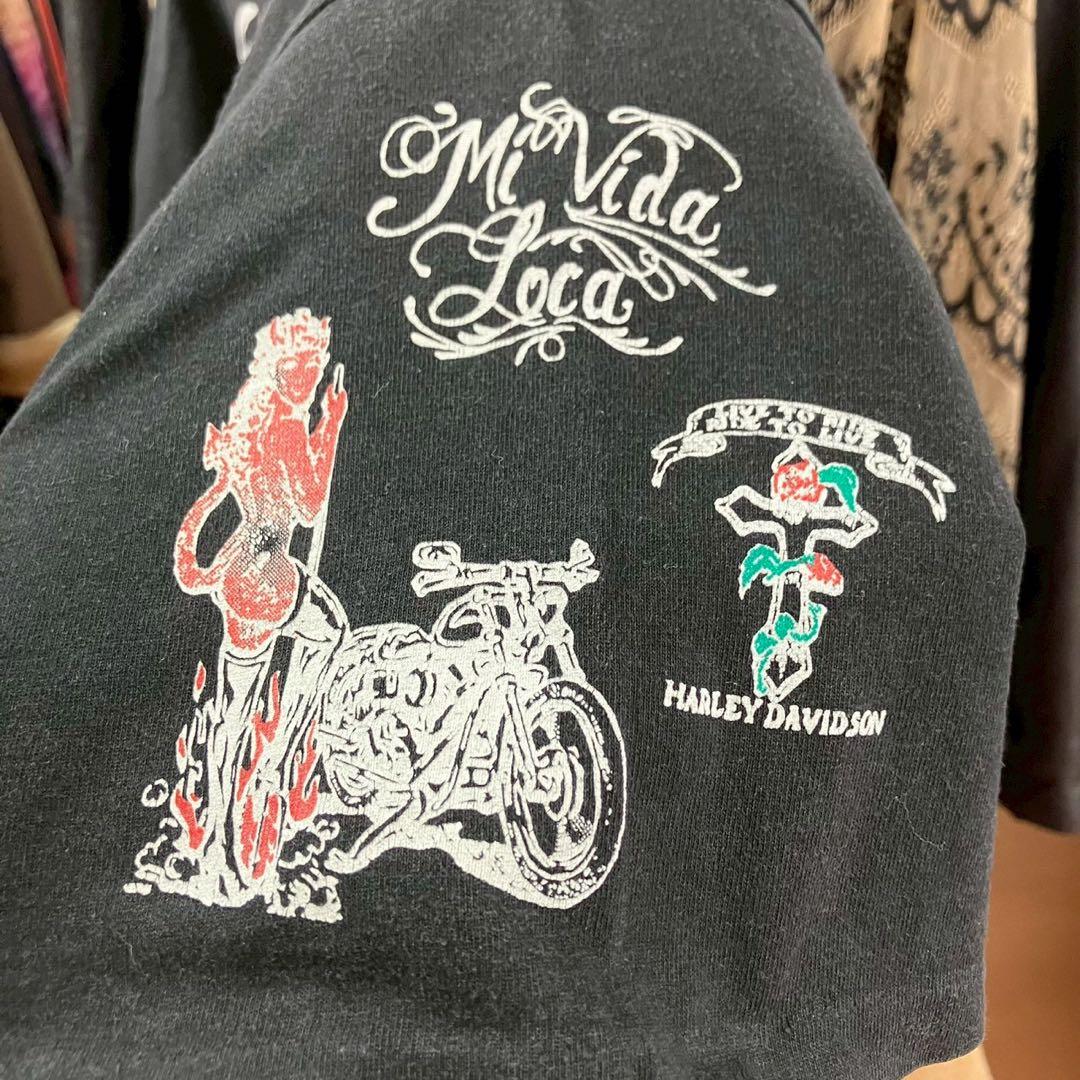 Mi Vida
Loca
LIVE TO RIDE
RIDE TO LIVE
HARLEY DAVIDSON